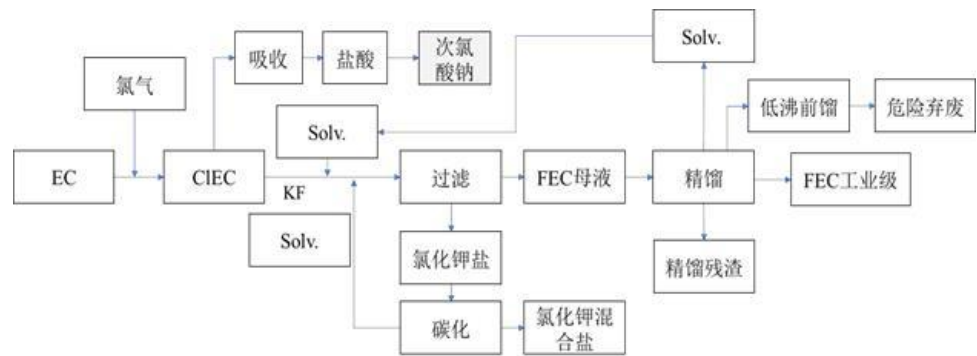 Solv.
吸收
盐酸
次氯
酸钠
氯气
低沸前馏
危险弃废
Solv.
EC
ClEC
KF
过滤
FEC母液
精馏
FEC工业级
Solv.
氯化钾盐
精馏残渣
碳化
氯化钾混
合盐